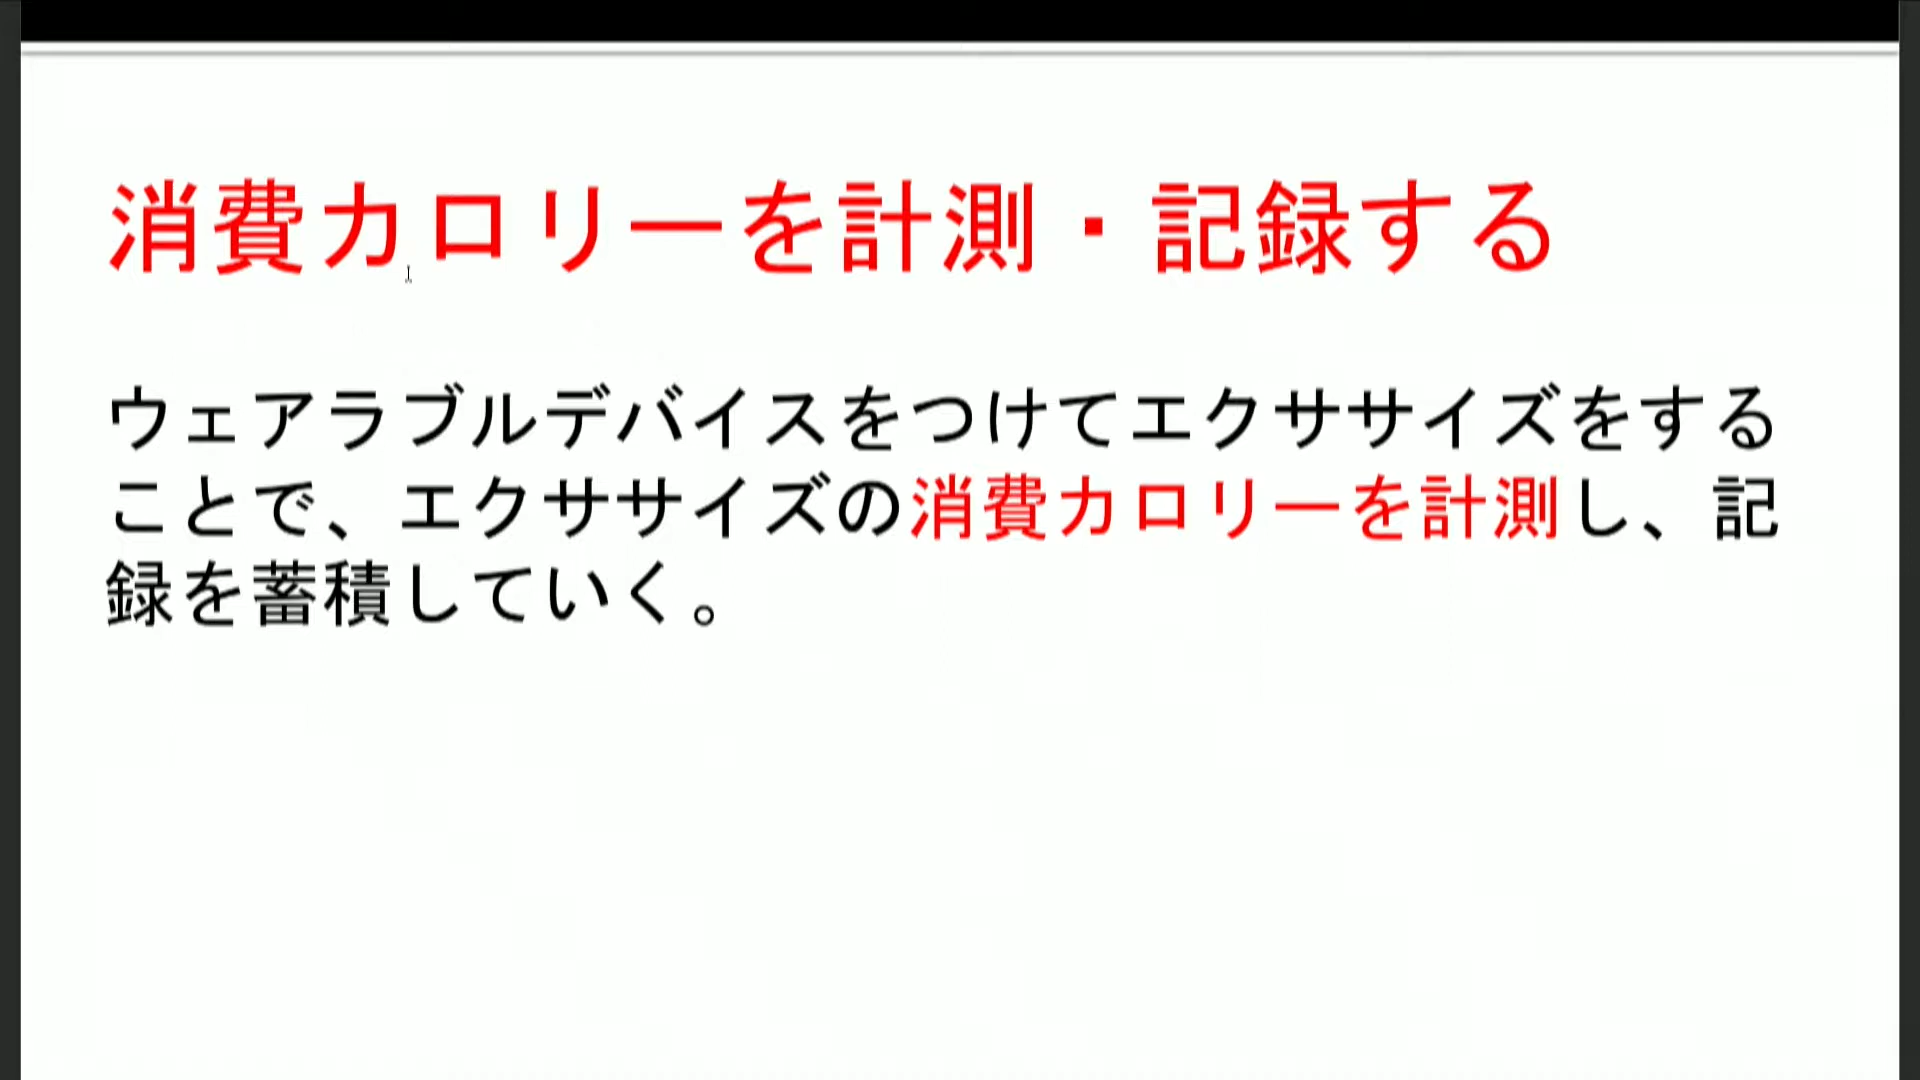 消費カロリーを計測・記録する
ウェアラブルデバイスをつけてエクササイズをする
ことで、エクササイズの消費カロリーを計測し、記
録を蓄積していく。